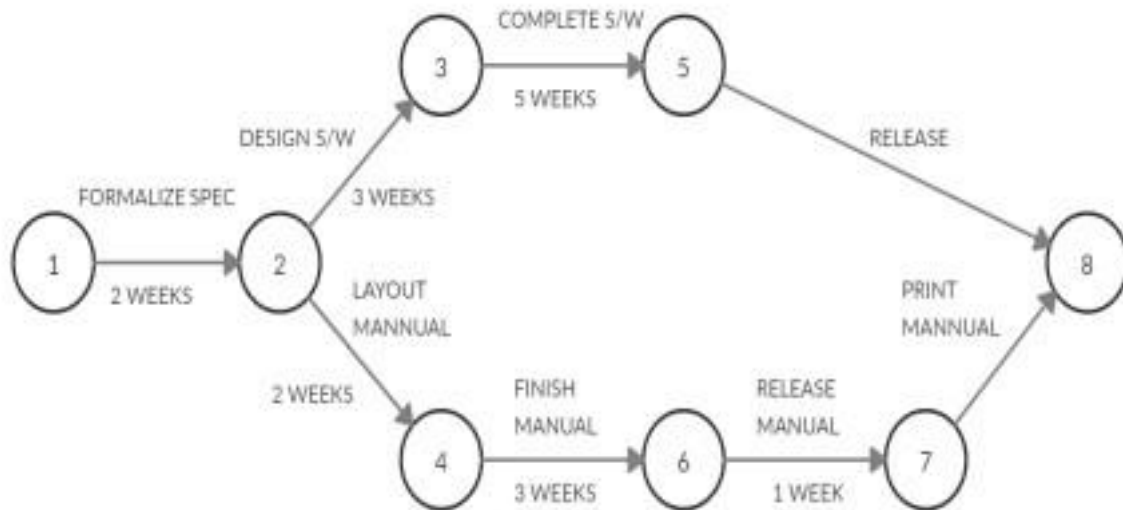 COMPLETE S/W
3
5
5 WEEKS
DESIGN S/W
RELEASE
FORMALIZE SPEC
3 WEEKS
1
2
8
2 WEEKS
LAYOUT
MANNUAL
PRINT
MANNUAL
2 WEEKS
FINISH
MANUAL
RELEASE
MANUAL
4
6
7
3 WEEKS
1 WEEK